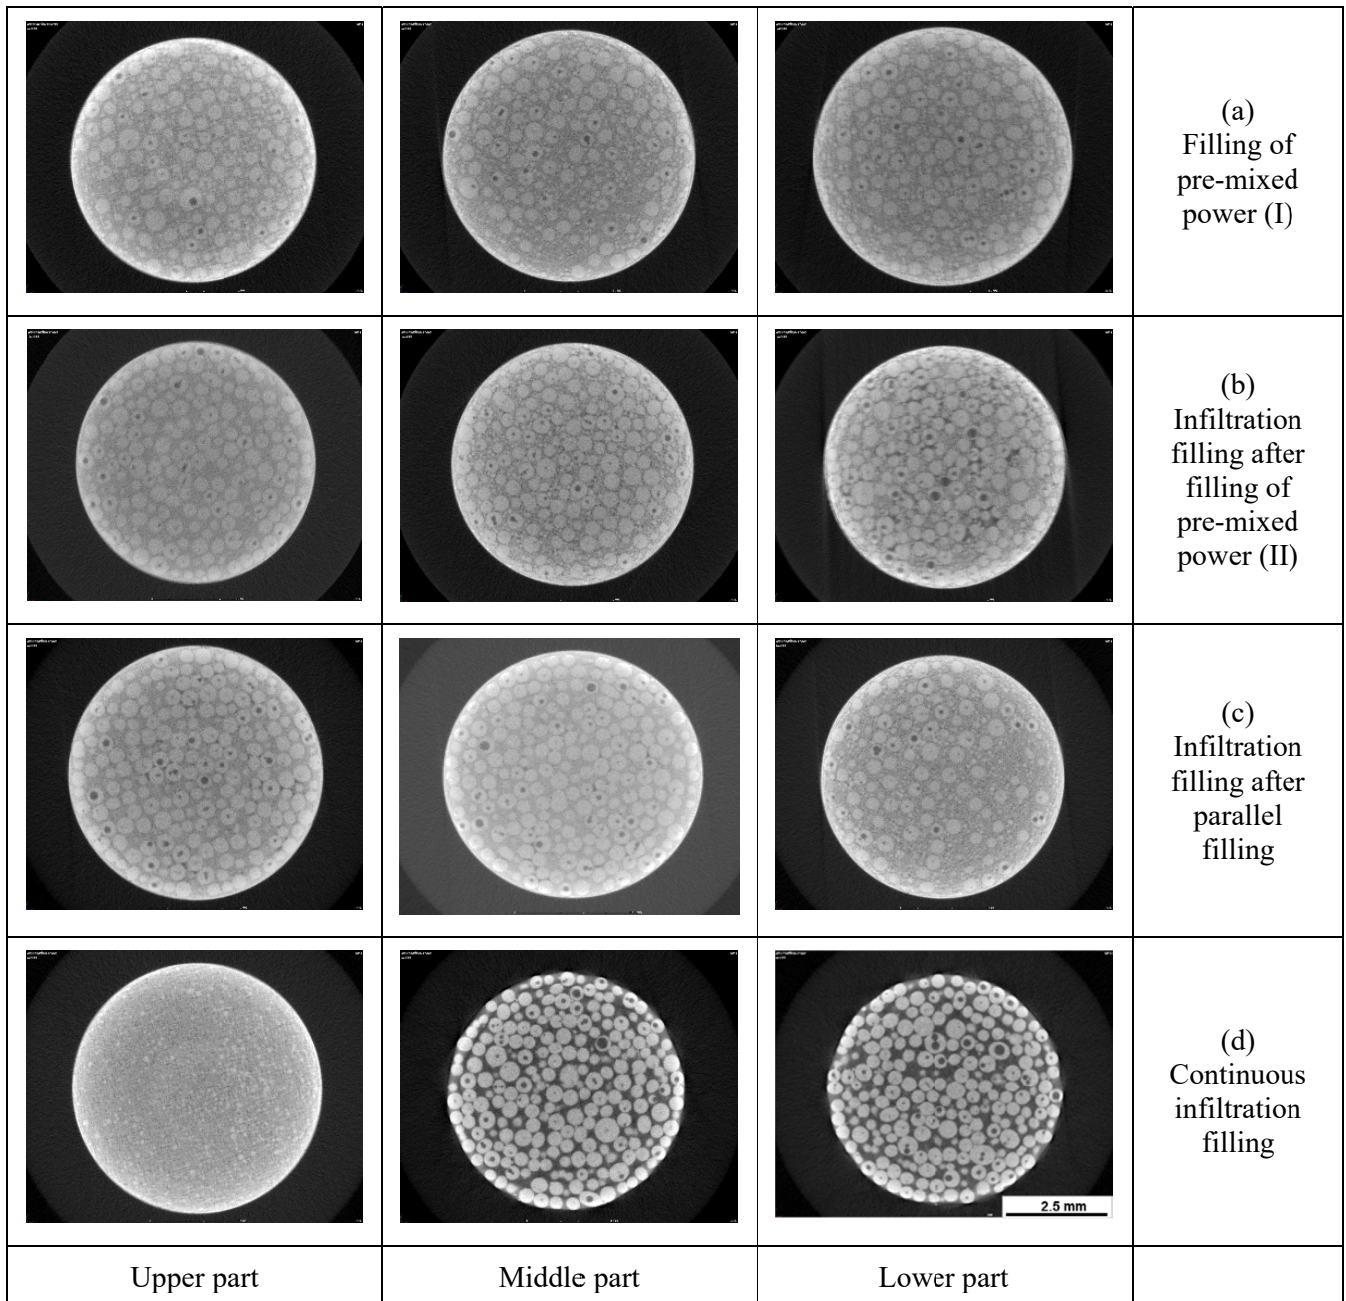 (a)
Filling of
pre-mixed
power (I)
(b)
Infiltration
filling after
filling of
pre-mixed
power (II)
(c)
Infiltration
filling after
parallel
filling
2.5 mm
(d)
Continuous
infiltration
filling
Upper part
Middle part
Lower part